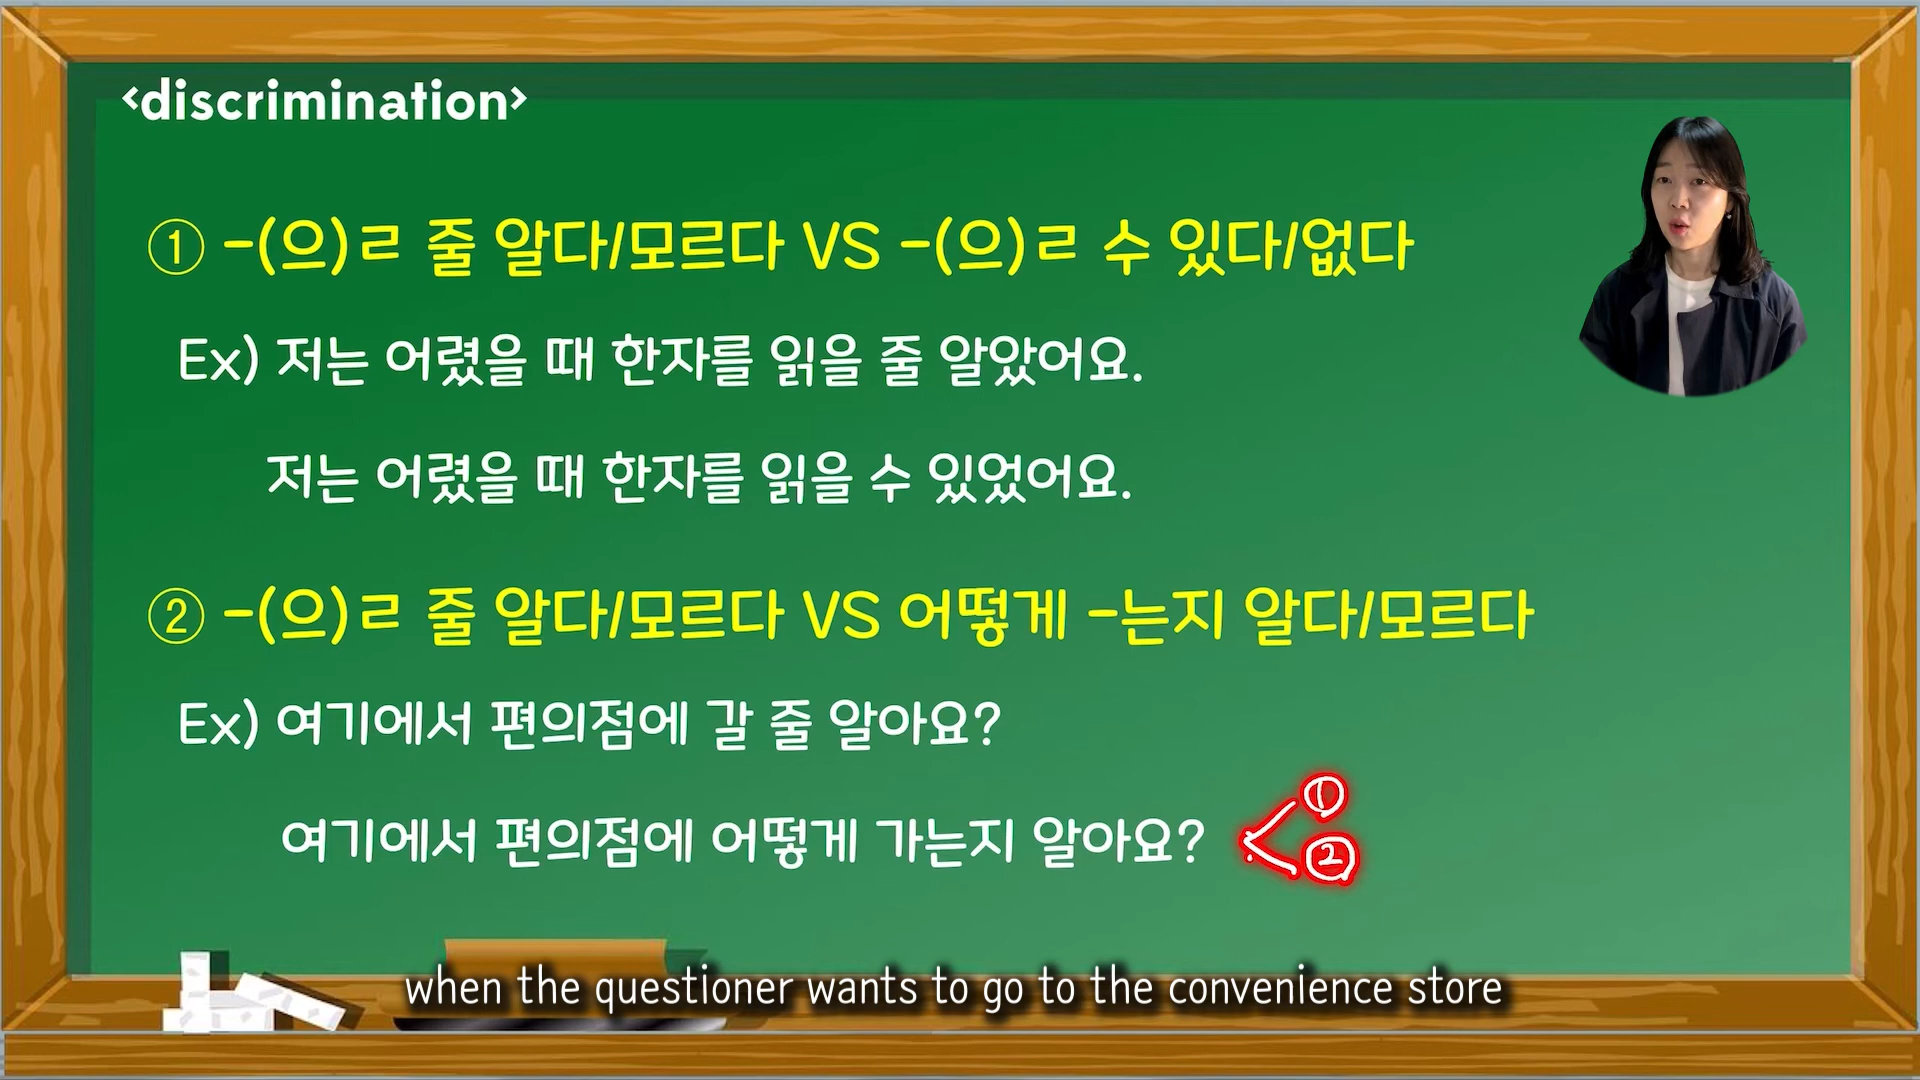 <discrimination>
① -(으)ㄹ 줄 알다/모르다 VS -(으)ㄹ 수 있다/없다
Ex) 저는 어렸을 때 한자를 읽을 줄 알았어요.
저는 어렸을 때 한자를 읽을 수 있었어요.
② -(으)ㄹ 줄 알다/모르다 VS 어떻게 -는지 알다/모르다
Ex) 여기에서 편의점에 갈 줄 알아요?
여기에서 편의점에 어떻게 가는지 알아요?
①
②
when the questioner wants to go to the convenience store